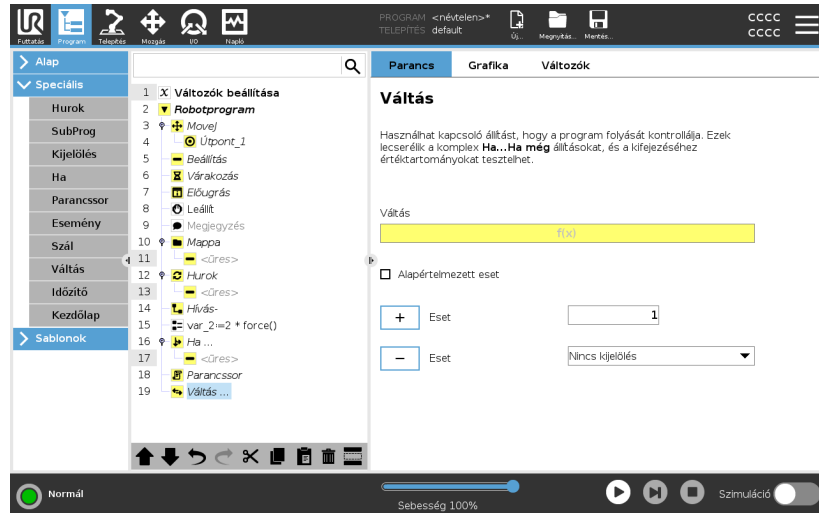 UR
PROGRAM <névtelen>*
TELEPÍTÉS default
Futtatás Program Telepítés Mozgás I/O Napló
Új... Megnyitás... Mentés...
cccc
cccc
Alap
Speciális
Hurok
SubProg
Kijelölés
Ha
Parancssor
Esemény
Szál
Váltás
Időzítő
Kezdőlap
Sablonok
1 X Változók beállítása
2 Robotprogram
3 MoveJ
4 Útpont_1
5 Beállítás
6 Várakozás
7 Előugrás
8 Leállít
9 Megjegyzés
10 Mappa
11 <üres>
12 Hurok
13 <üres>
14 Hívás-
15 var_2≔2 * force()
16 Ha ...
17 <üres>
18 Parancssor
19 Váltás ...
Parancs Grafika Változók
Váltás
Használhat kapcsoló állítást, hogy a program folyását kontrollálja. Ezek
lecserélik a komplex Ha...Ha még állításokat, és a kifejezéséhez
értéktartományokat tesztelhet.
Váltás
f(x)
Alapértelmezett eset
+ Eset 1
− Eset Nincs kijelölés
Normál
Sebesség 100%
Szimuláció